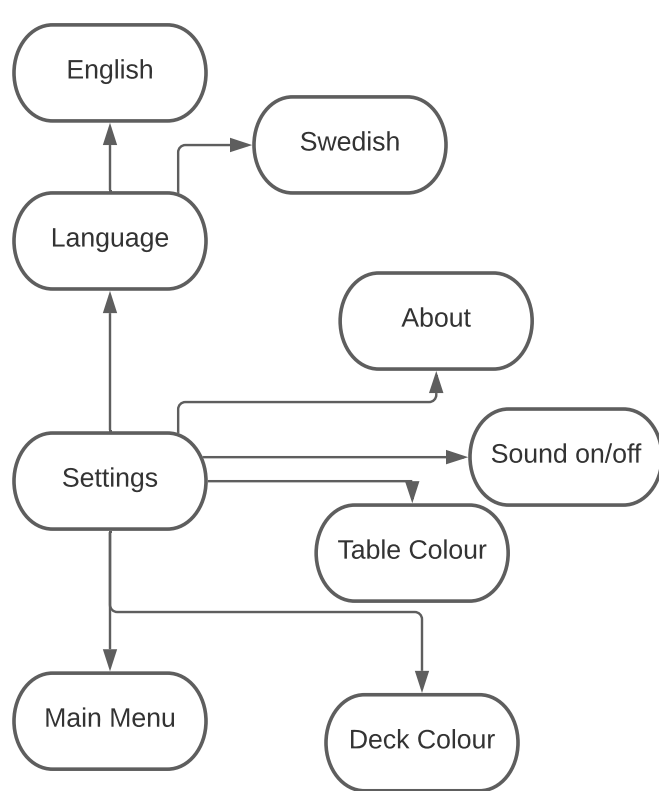 English
Swedish
Language
About
Sound on/off
Settings
Table Colour
Main Menu
Deck Colour